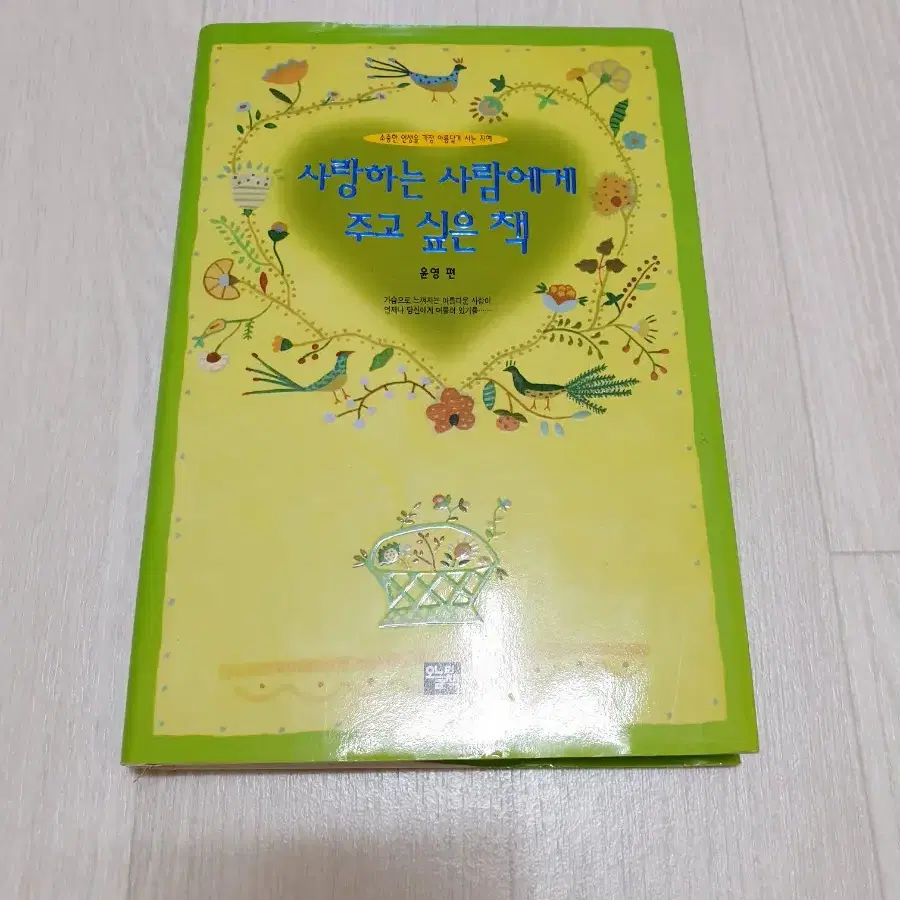 소중한 인생을 가장 아름답게 사는 지혜
사랑하는 사람에게
주고 싶은 책
윤영 편
가슴으로 느껴지는 아름다운 사랑이
언제나 당신에게 머물러 있기를……
오늘의